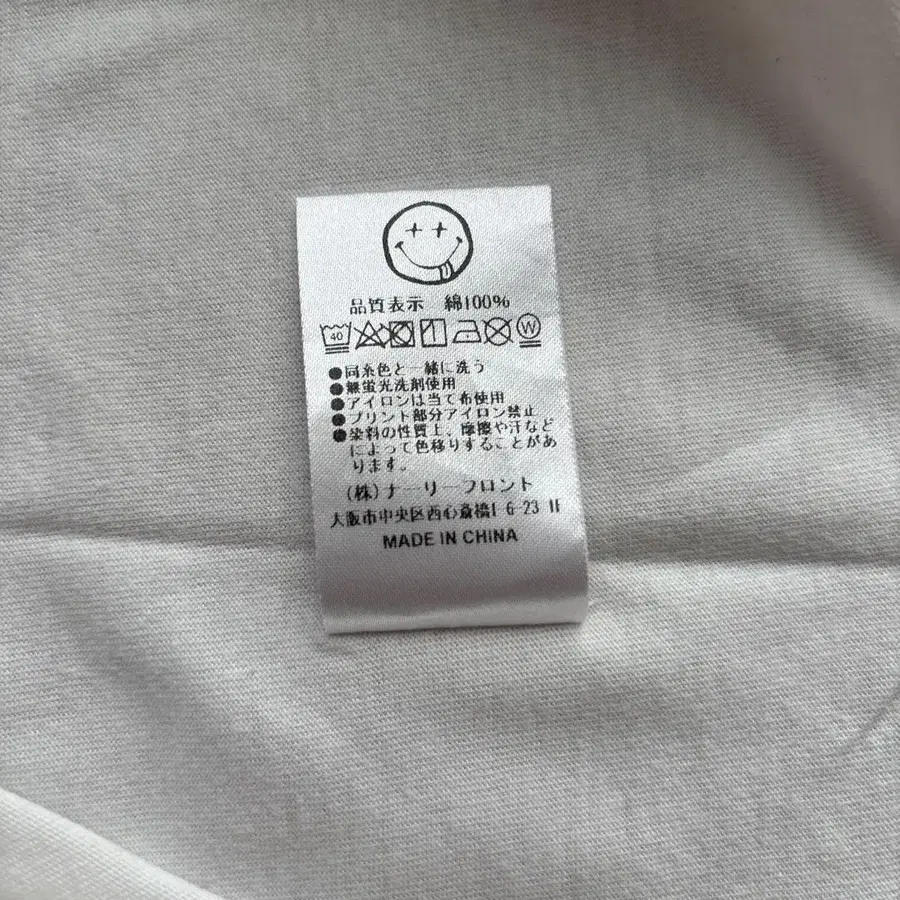 品質表示 綿100%
40
W
●同系色と一緒に洗う
●無蛍光洗剤使用
●アイロンは当て布使用
●プリント部分アイロン禁止
●染料の性質上、摩擦や汗など
によって色移りすることがあ
ります。
(株)ナーリーフロント
大阪市中央区西心斎橋1-6-23 1F
MADE IN CHINA